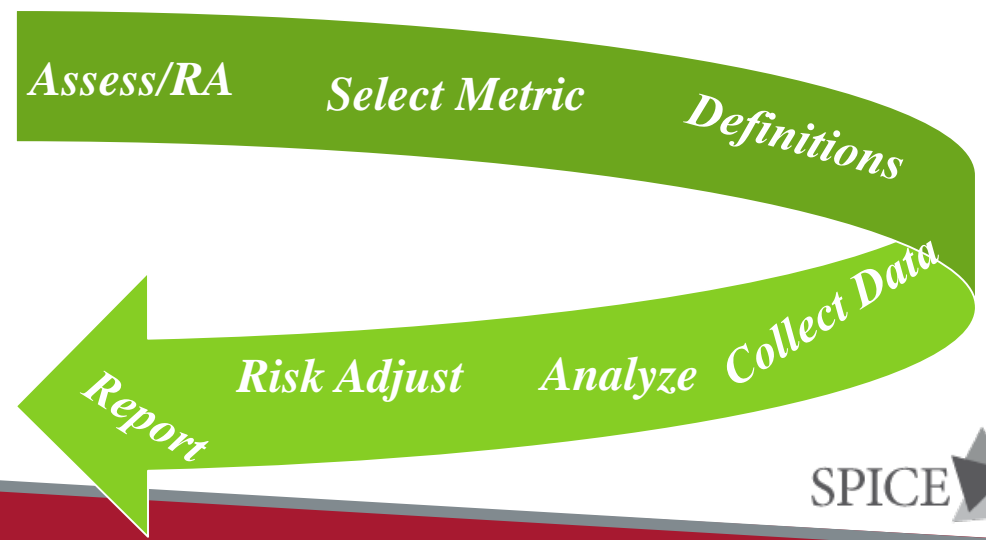 Assess/RA
Select Metric
Definitions
Collect Data
Analyze
Risk Adjust
Report
SPICE